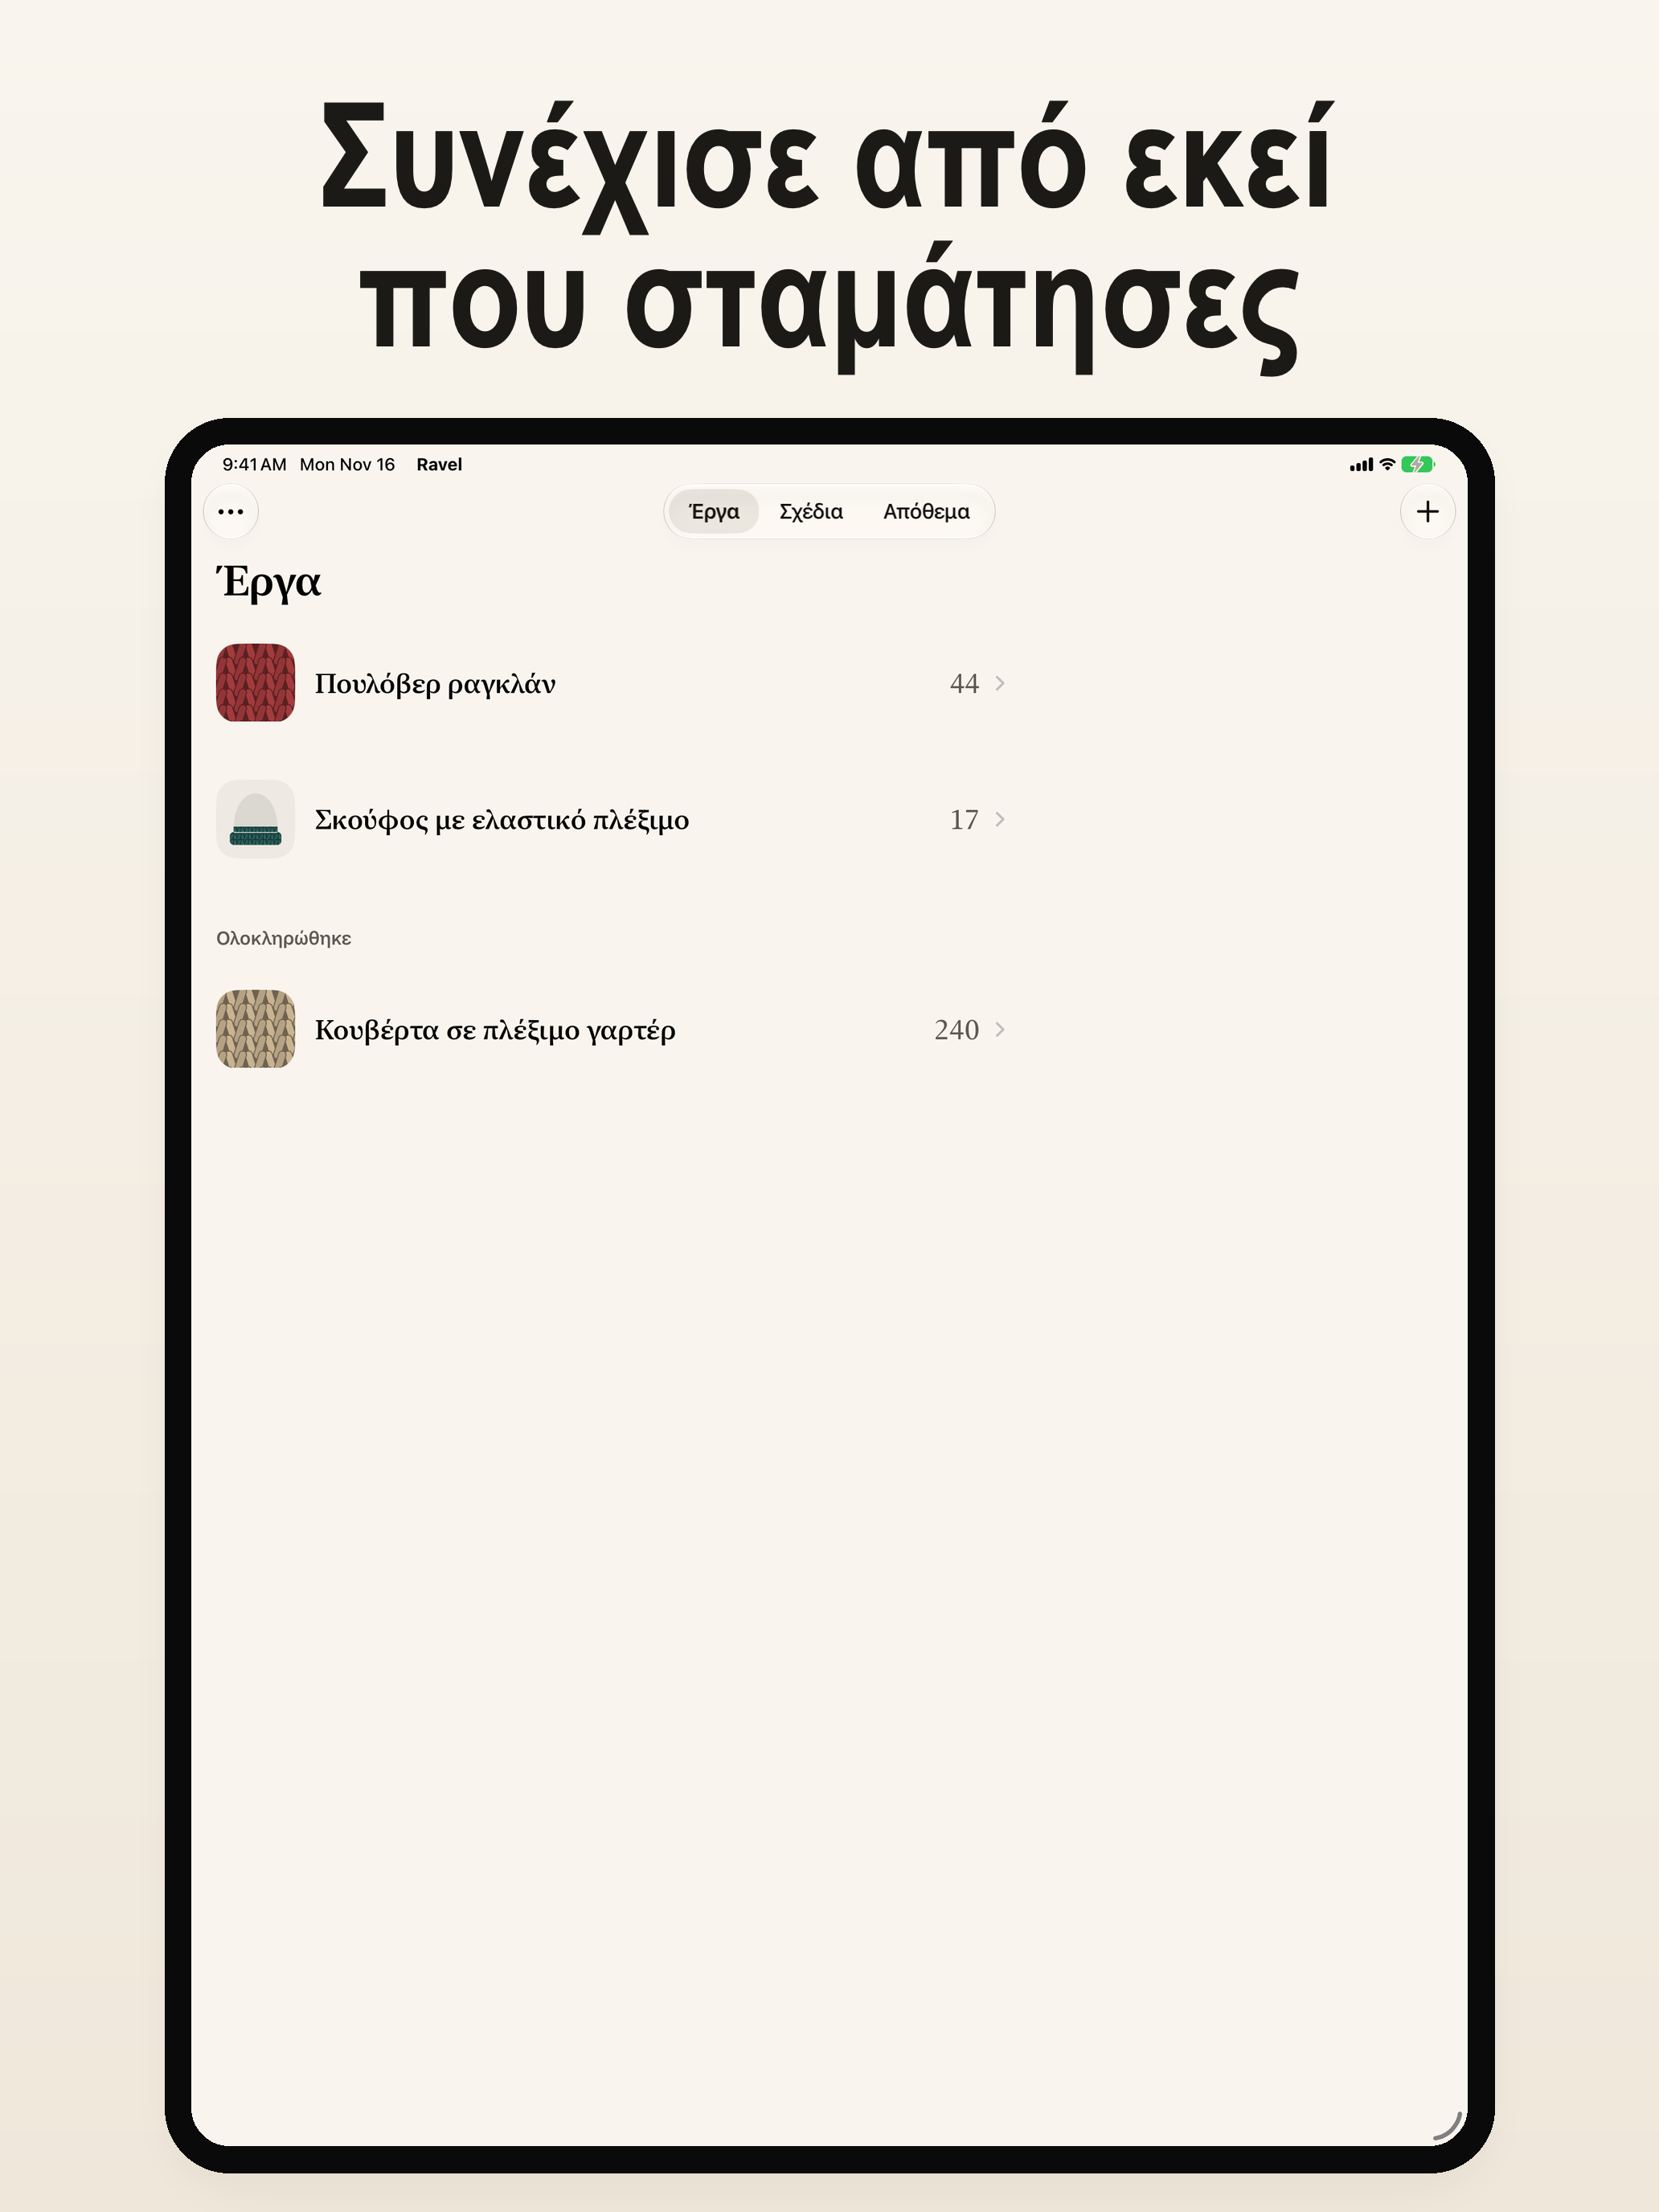 Συνέχισε από εκεί
που σταμάτησες
9:41 AM Mon Nov 16 Ravel
Έργα Σχέδια Απόθεμα
Έργα
Πουλόβερ ραγκλάν 44
Σκούφος με ελαστικό πλέξιμο 17
Ολοκληρώθηκε
Κουβέρτα σε πλέξιμο γαρτέρ 240